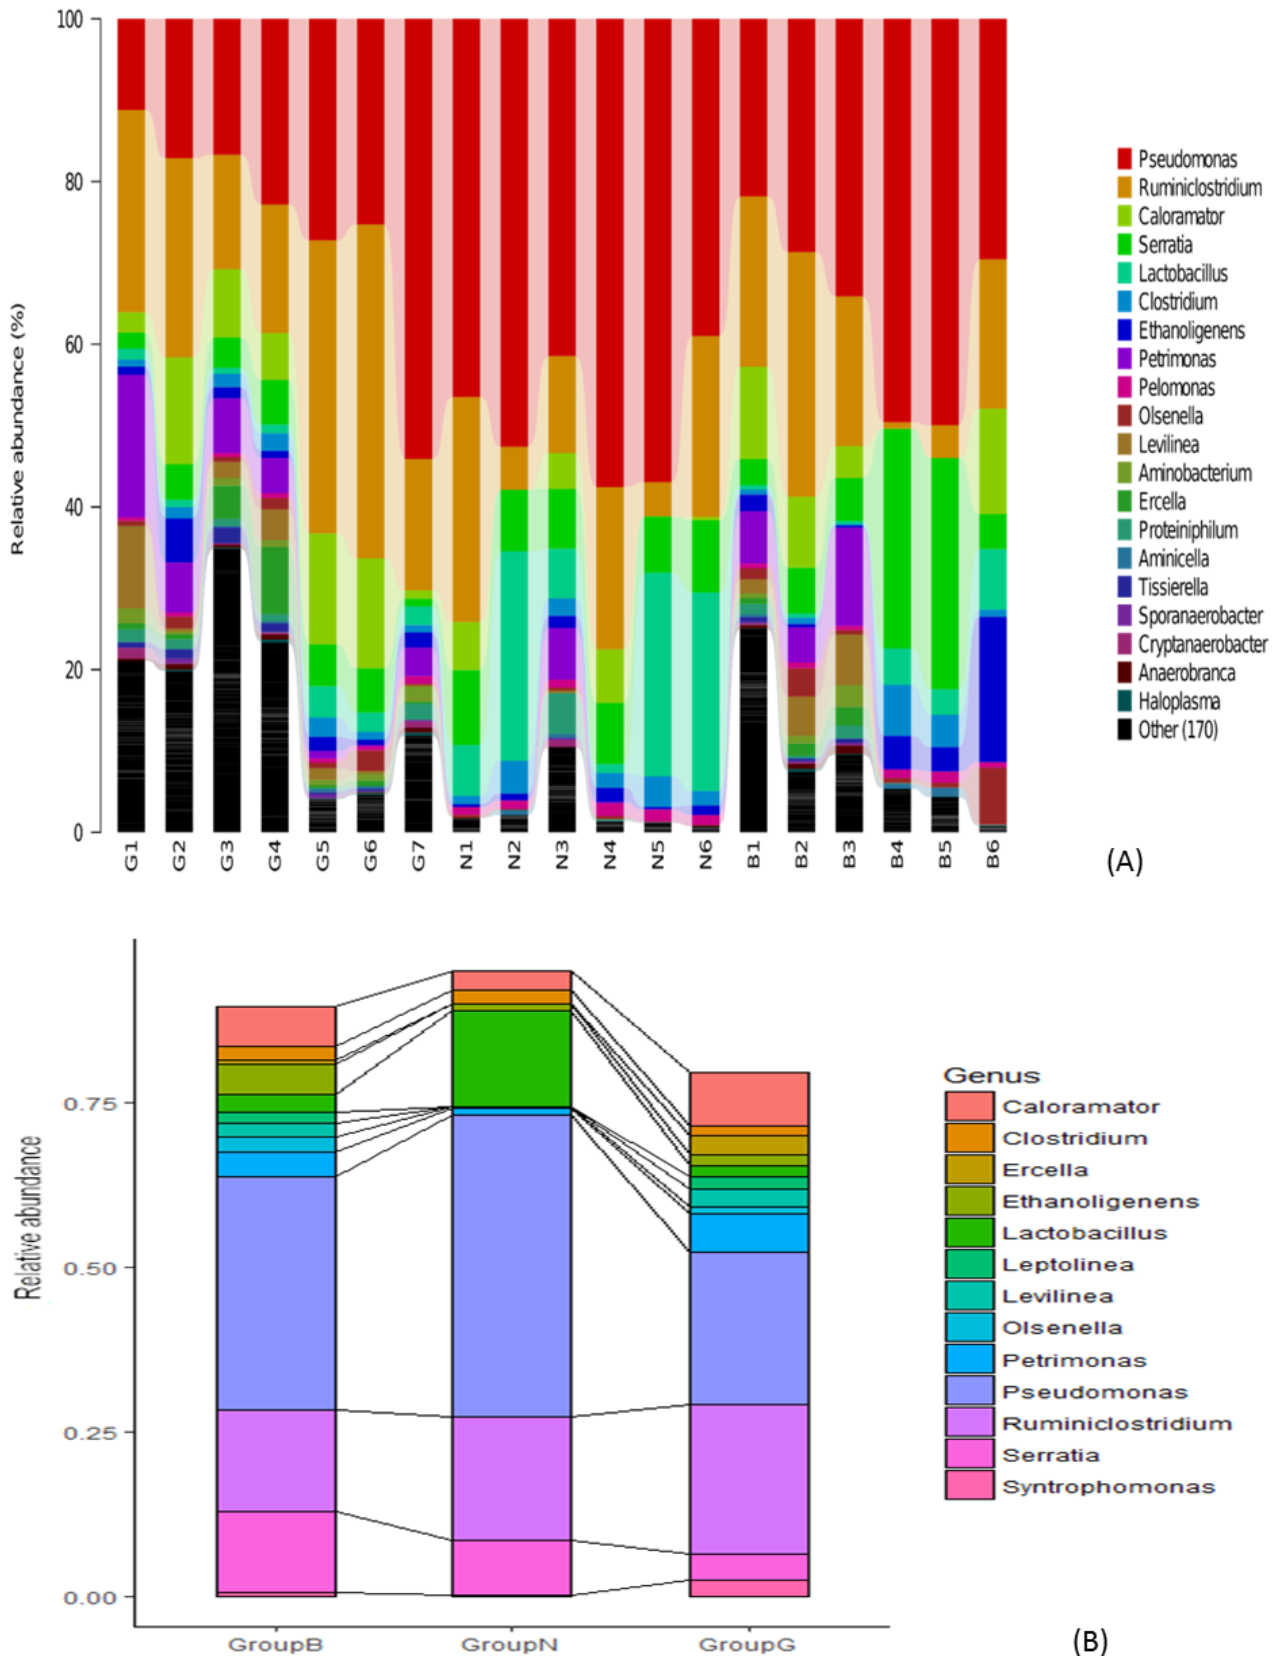 100
80
60
40
20
0
Relative abundance (%)
G1 G2 G3 G4 G5 G6 G7 N1 N2 N3 N4 N5 N6 B1 B2 B3 B4 B5 B6
Pseudomonas
Ruminiclostridium
Caloramator
Serratia
Lactobacillus
Clostridium
Ethanoligenens
Petrimonas
Pelomonas
Olsenella
Levilinea
Aminobacterium
Ercella
Proteiniphilum
Aminicella
Tissierella
Sporanaerobacter
Cryptanaerobacter
Anaerobranca
Haloplasma
Other (170)
(A)
0.75
0.50
0.25
0.00
Relative abundance
GroupB GroupN GroupG
Genus
Caloramator
Clostridium
Ercella
Ethanoligenens
Lactobacillus
Leptolinea
Levilinea
Olsenella
Petrimonas
Pseudomonas
Ruminiclostridium
Serratia
Syntrophomonas
(B)